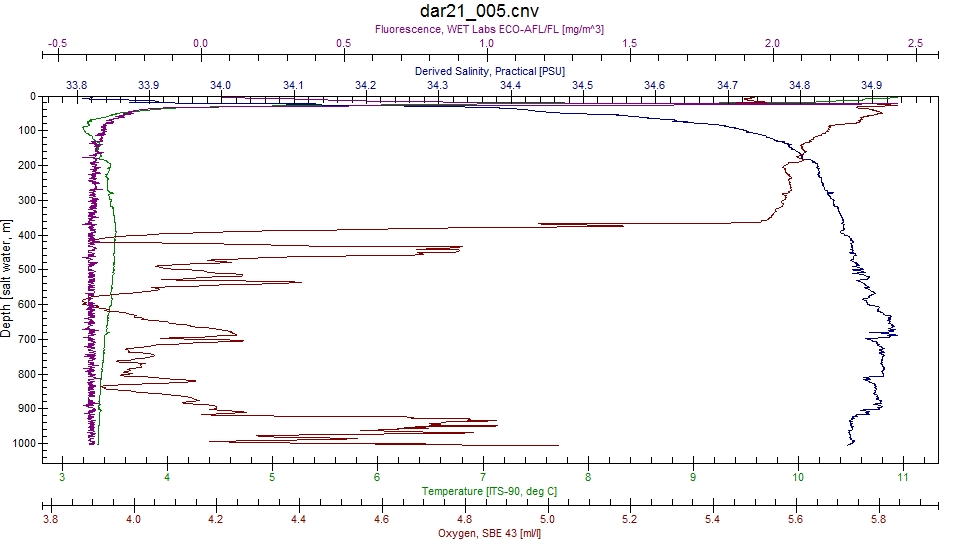 dar21_005.cnv
Fluorescence, WET Labs ECO-AFL/FL [mg/m^3]
-0.5 0.0 0.5 1.0 1.5 2.0 2.5
Derived Salinity, Practical [PSU]
33.8 33.9 34.0 34.1 34.2 34.3 34.4 34.5 34.6 34.7 34.8 34.9
Depth [salt water, m]
0
100
200
300
400
500
600
700
800
900
1000
3 4 5 6 7 8 9 10 11
Temperature [ITS-90, deg C]
3.8 4.0 4.2 4.4 4.6 4.8 5.0 5.2 5.4 5.6 5.8
Oxygen, SBE 43 [ml/l]